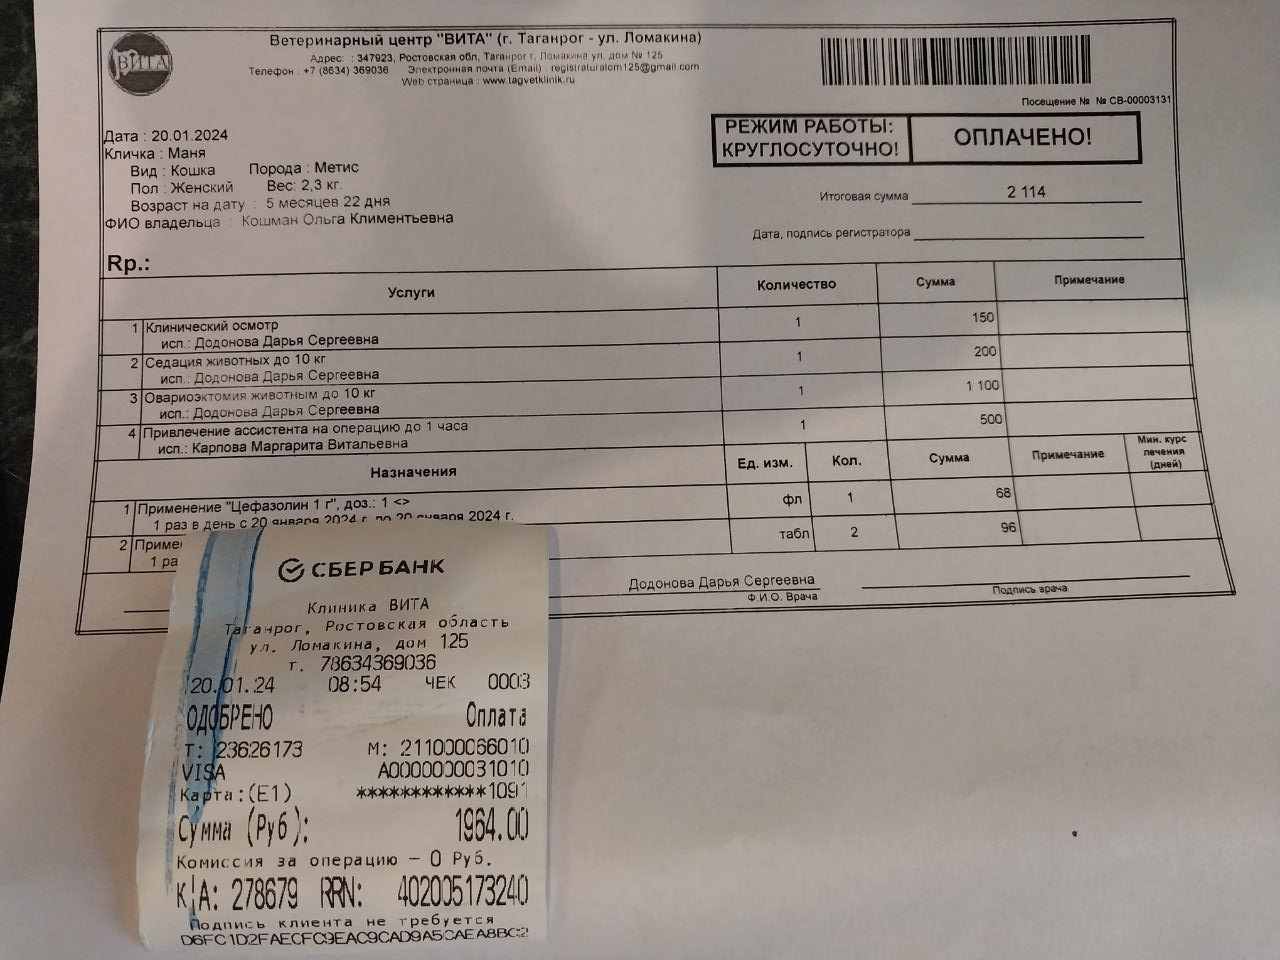 ВИТА
Ветеринарный центр "ВИТА" (г. Таганрог - ул. Ломакина)
Адрес: : 347923, Ростовская обл, Таганрог г, Ломакина ул, дом № 125
Телефон : +7 (8634) 369036 Электронная почта (Email) : registraturalom125@gmail.com
Web страница : www.tagvetklinik.ru
Посещение № № СВ-00003131
Дата : 20.01.2024
РЕЖИМ РАБОТЫ:
КРУГЛОСУТОЧНО!
ОПЛАЧЕНО!
Кличка : Маня
Вид : Кошка Порода : Метис
Пол : Женский Вес: 2,3 кг.
Возраст на дату : 5 месяцев 22 дня
ФИО владельца : Кошман Ольга Климентьевна
Итоговая сумма 2 114
Дата, подпись регистратора
Rp.:
Услуги Количество Сумма Примечание
1 Клинический осмотр 1 150
исп.: Додонова Дарья Сергеевна
2 Седация животных до 10 кг 1 200
исп.: Додонова Дарья Сергеевна
3 Овариоэктомия животным до 10 кг 1 1 100
исп.: Додонова Дарья Сергеевна
4 Привлечение ассистента на операцию до 1 часа 1 500
исп.: Карпова Маргарита Витальевна
Назначения Ед. изм. Кол. Сумма Примечание Мин. курс лечения (дней)
1 Применение "Цефазолин 1 г", доз.: 1 <> фл 1 68
1 раз в день с 20 января 2024 г. по 20 января 2024 г.
2 Приме табл 2 96
1 ра
Додонова Дарья Сергеевна
Ф.И.О. Врача Подпись врача
СБЕРБАНК
Клиника ВИТА
Таганрог, Ростовская область
ул. Ломакина, дом 125
т. 78634369036
20.01.24 08:54 ЧЕК 0003
ОДОБРЕНО Оплата
Т: 23626173 М: 211000066010
VISA A0000000031010
Карта:(E1) ************1091
Сумма (Руб): 1964.00
Комиссия за операцию – 0 Руб.
К/А: 278679 RRN: 402005173240
Подпись клиента не требуется
D6FC1D2FAECFC9EAC9CAD9A5CAEA8BC2